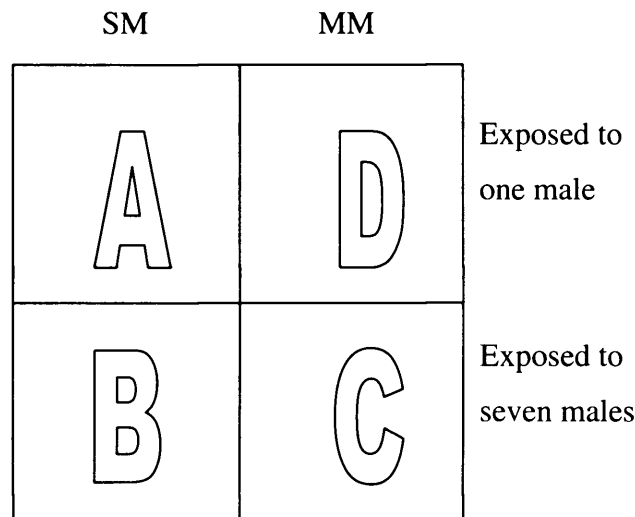 SM MM
A D
Exposed to
one male
B C
Exposed to
seven males